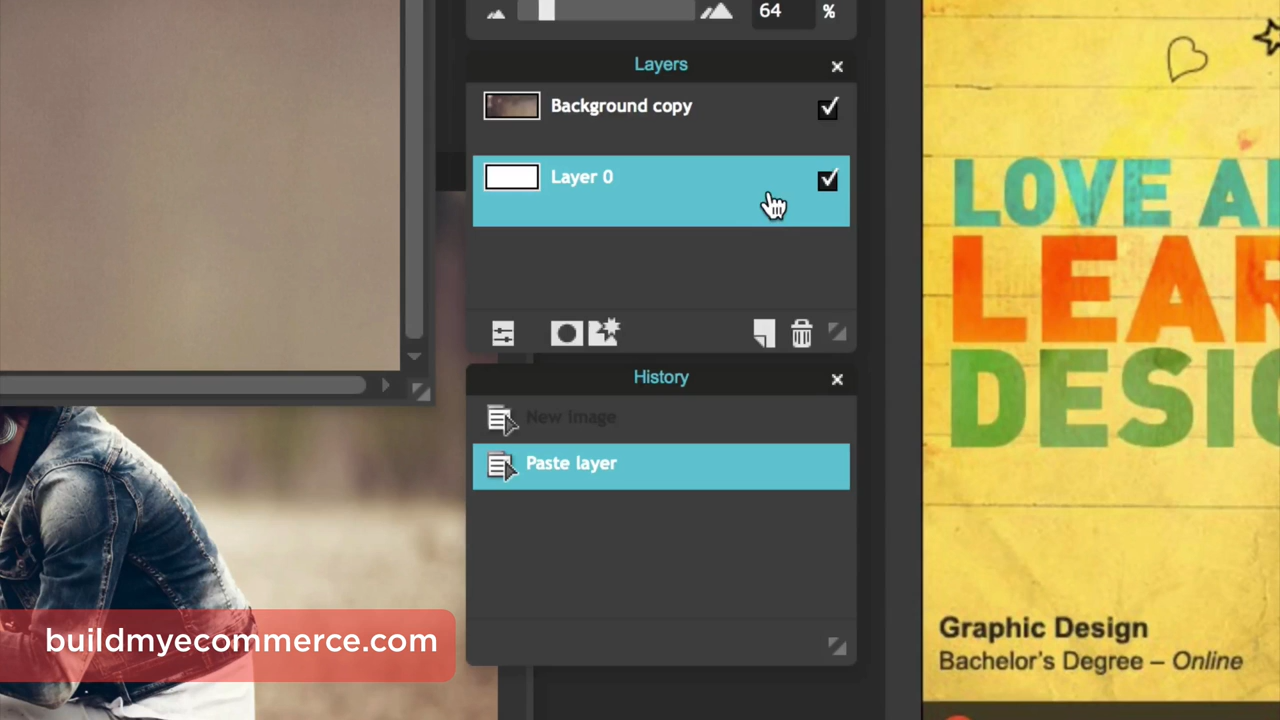 64 %
Layers
Background copy
Layer 0
History
New image
Paste layer
buildmyecommerce.com
LOVE
LEAR
DESIG
Graphic Design
Bachelor's Degree – Online